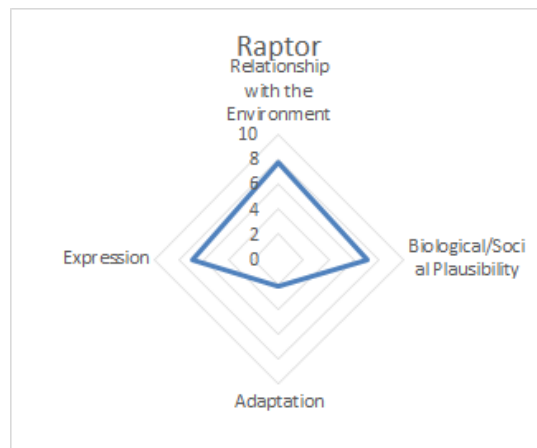 Raptor
Relationship
with the
Environment
10
8
6
4
2
0
Expression
Biological/Soci
al Plausibility
Adaptation